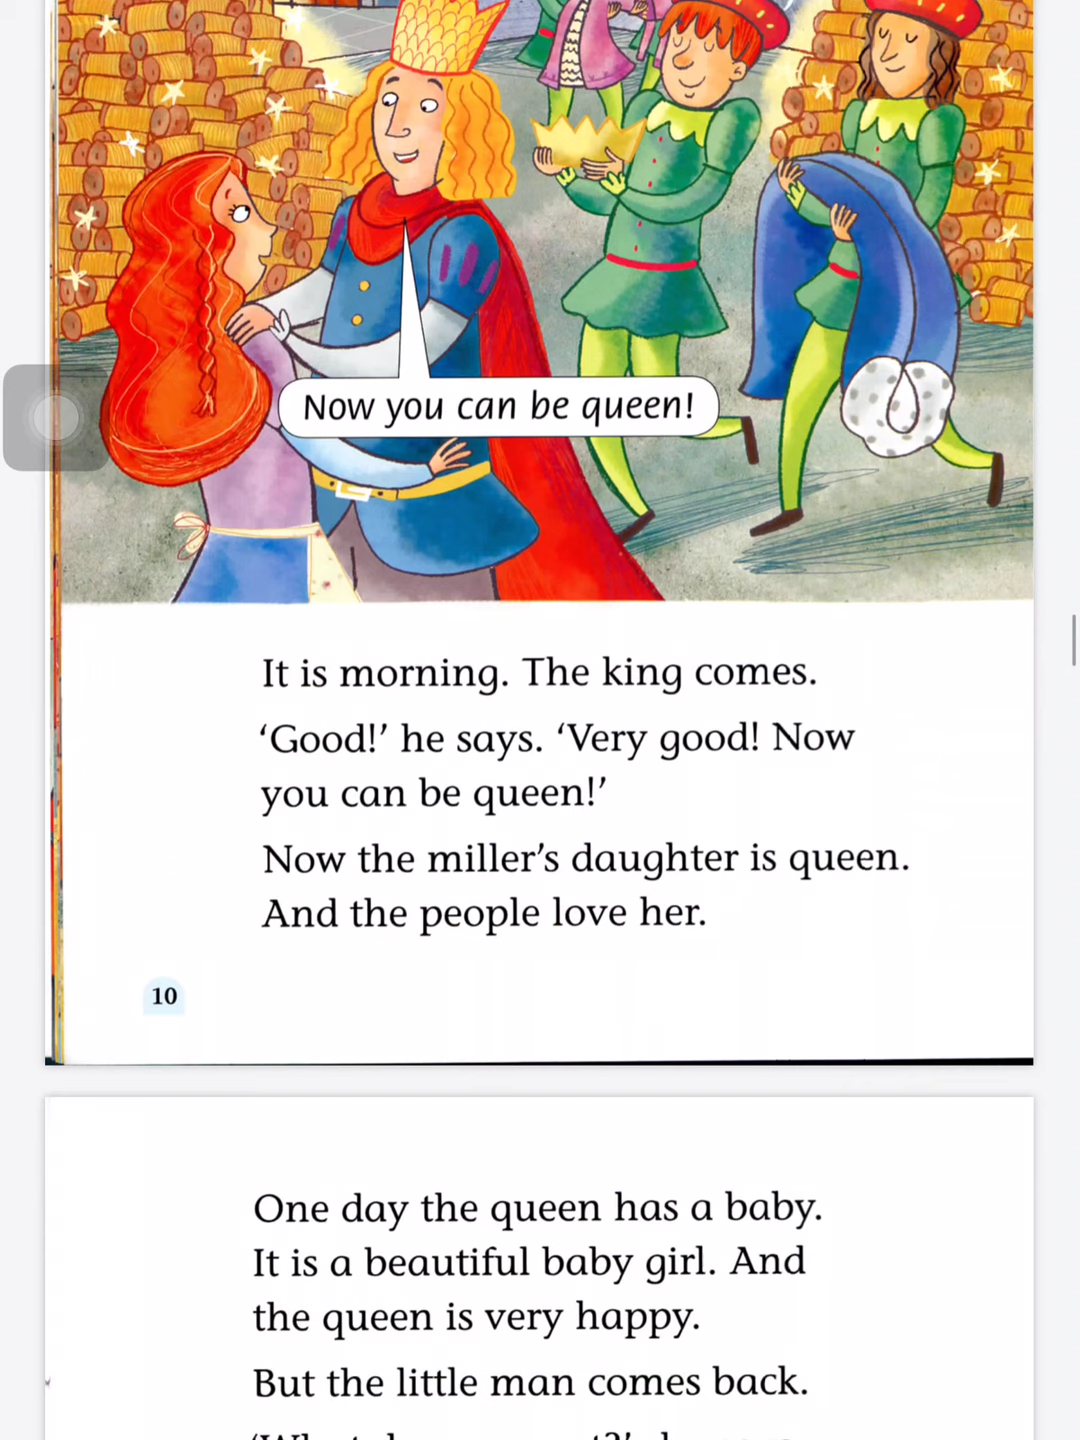 Now you can be queen!
It is morning. The king comes.
‘Good!’ he says. ‘Very good! Now
you can be queen!’
Now the miller’s daughter is queen.
And the people love her.
10
One day the queen has a baby.
It is a beautiful baby girl. And
the queen is very happy.
But the little man comes back.